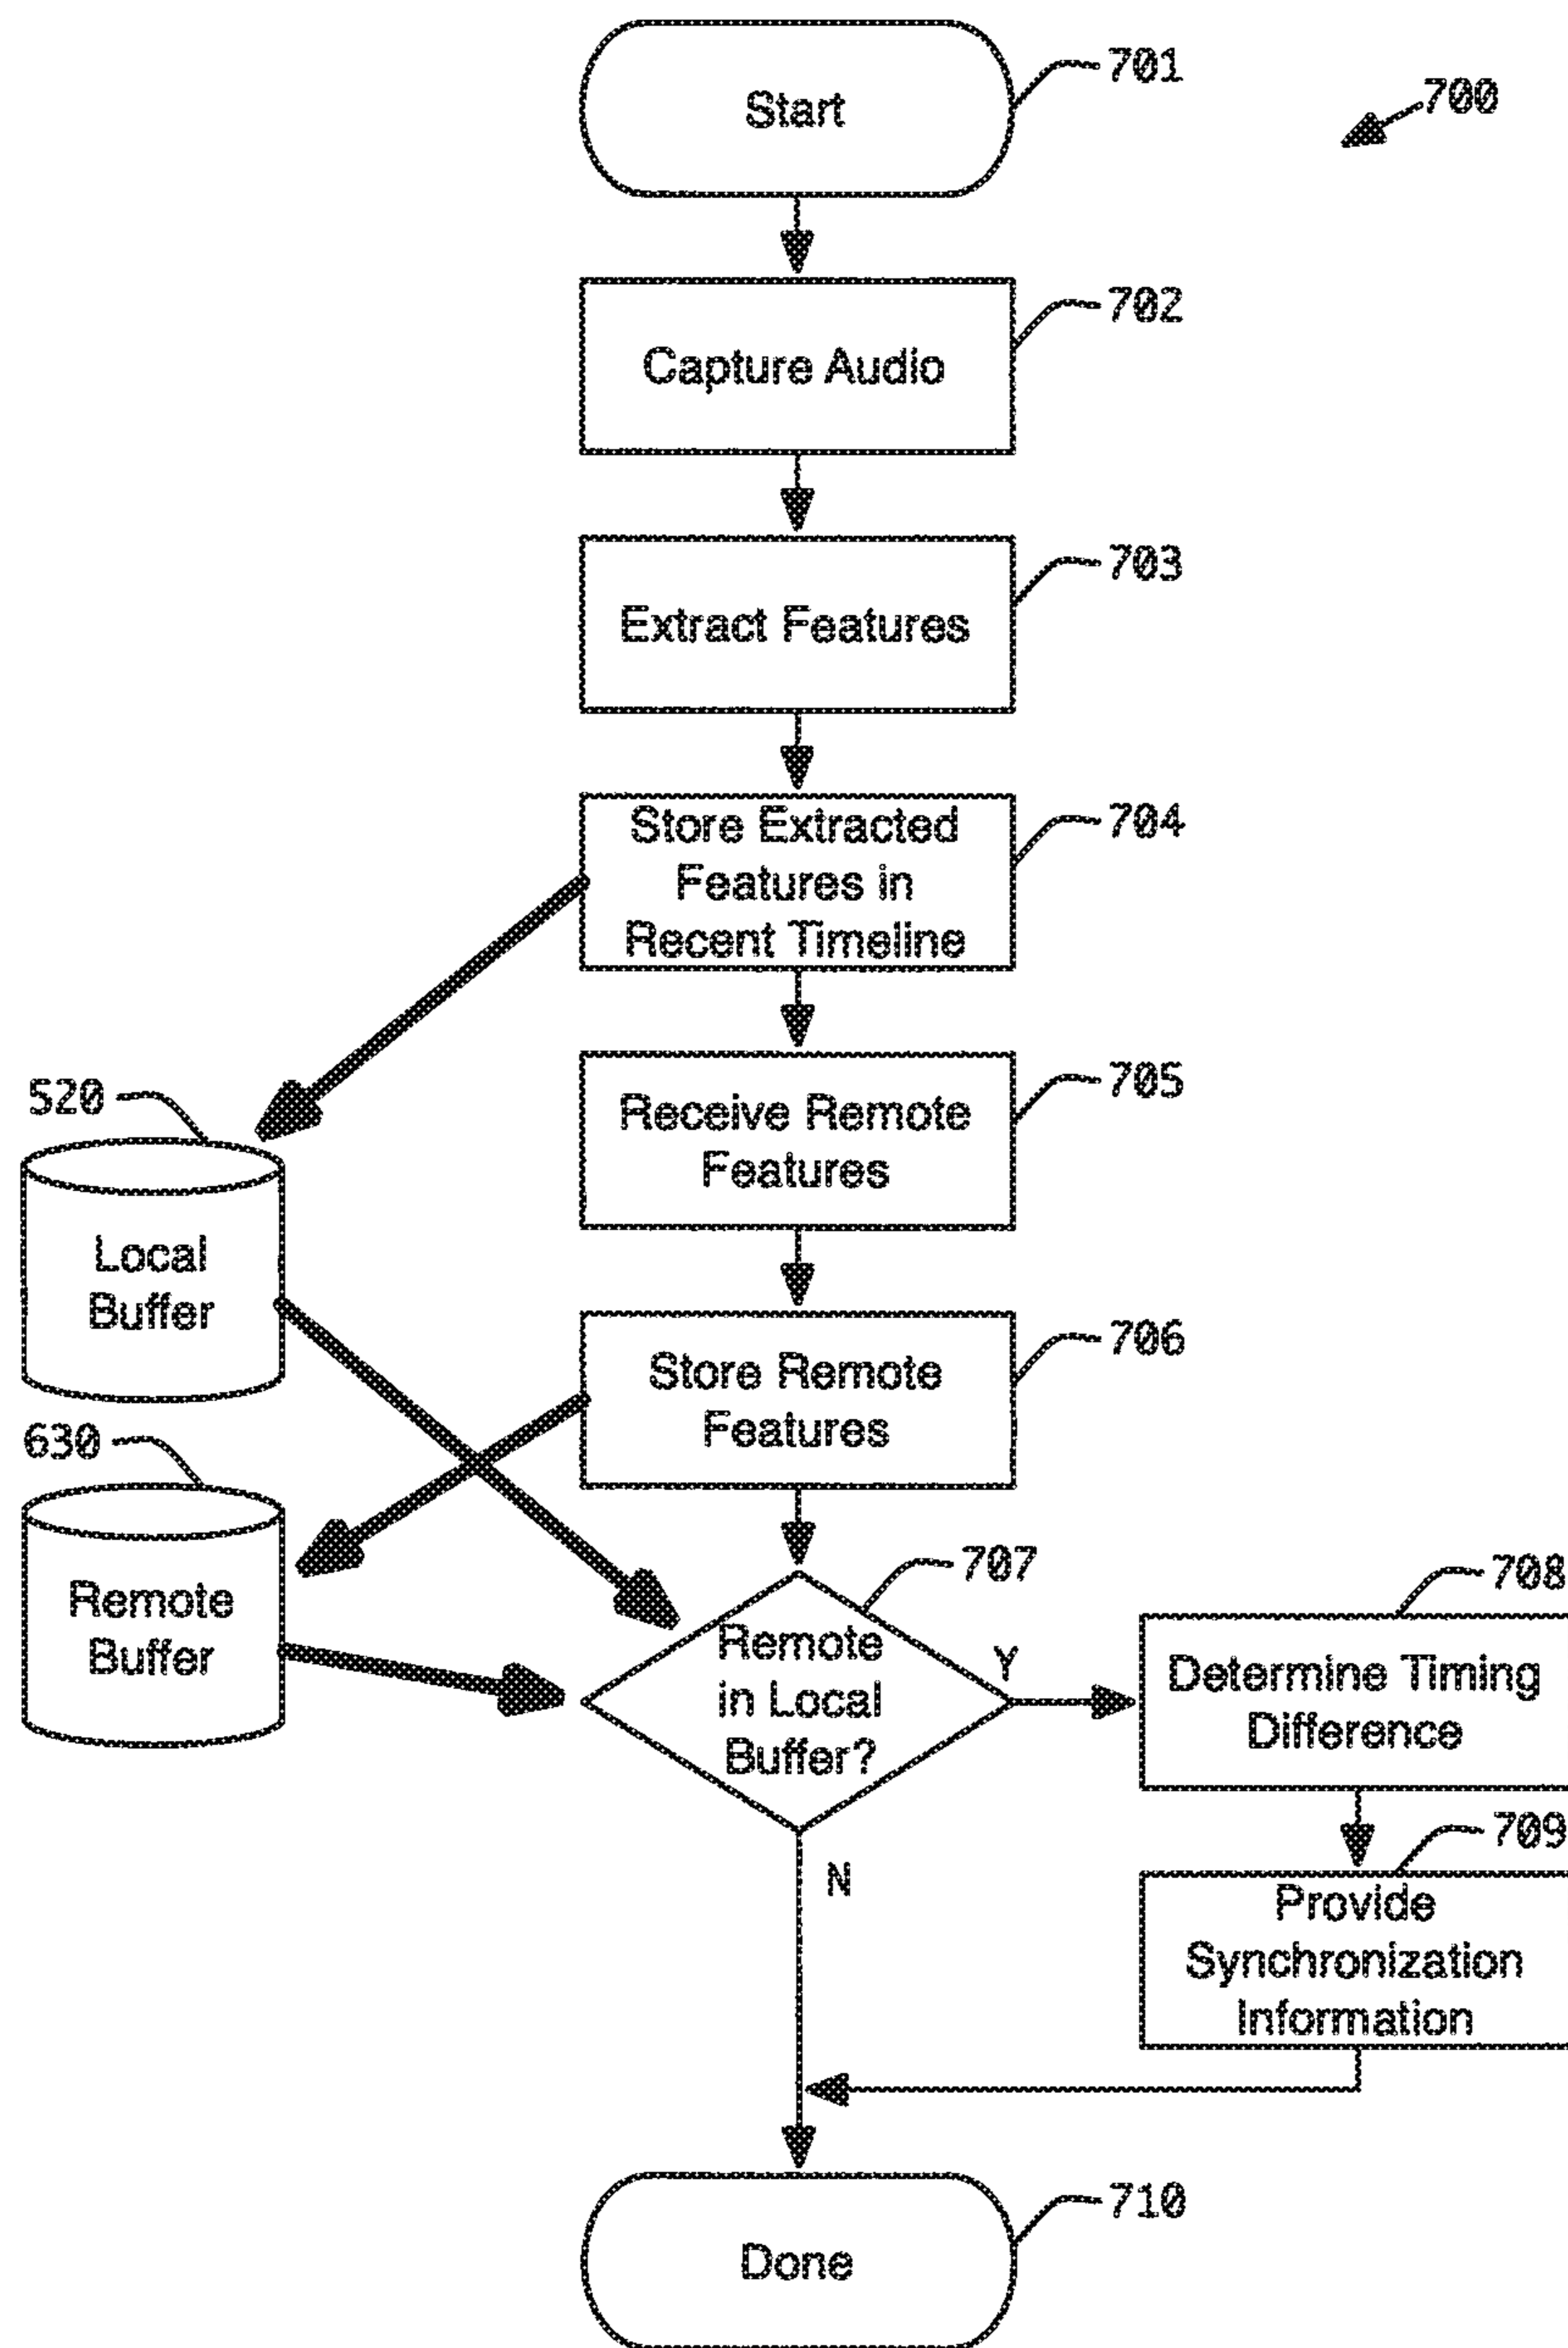 Start
701
700
Capture Audio
702
Extract Features
703
Store Extracted
Features in
Recent Timeline
704
Receive Remote
Features
705
520
Local
Buffer
Store Remote
Features
706
630
Remote
Buffer
Remote
in Local
Buffer?
707
Y
N
Determine Timing
Difference
708
Provide
Synchronization
Information
709
Done
710